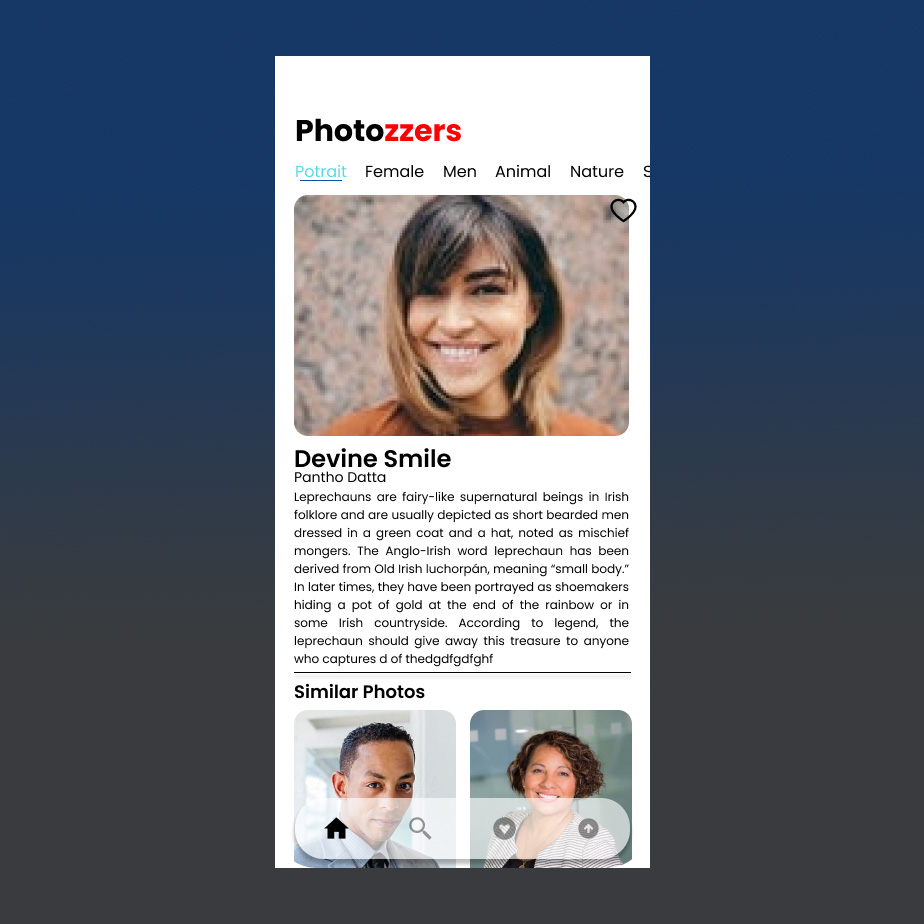 Photozzers
Potrait Female Men Animal Nature S
Devine Smile
Pantho Datta
Leprechauns are fairy-like supernatural beings in Irish
folklore and are usually depicted as short bearded men
dressed in a green coat and a hat, noted as mischief
mongers. The Anglo-Irish word leprechaun has been
derived from Old Irish luchorpán, meaning “small body.”
In later times, they have been portrayed as shoemakers
hiding a pot of gold at the end of the rainbow or in
some Irish countryside. According to legend, the
leprechaun should give away this treasure to anyone
who captures d of thedgdfgdfghf
Similar Photos